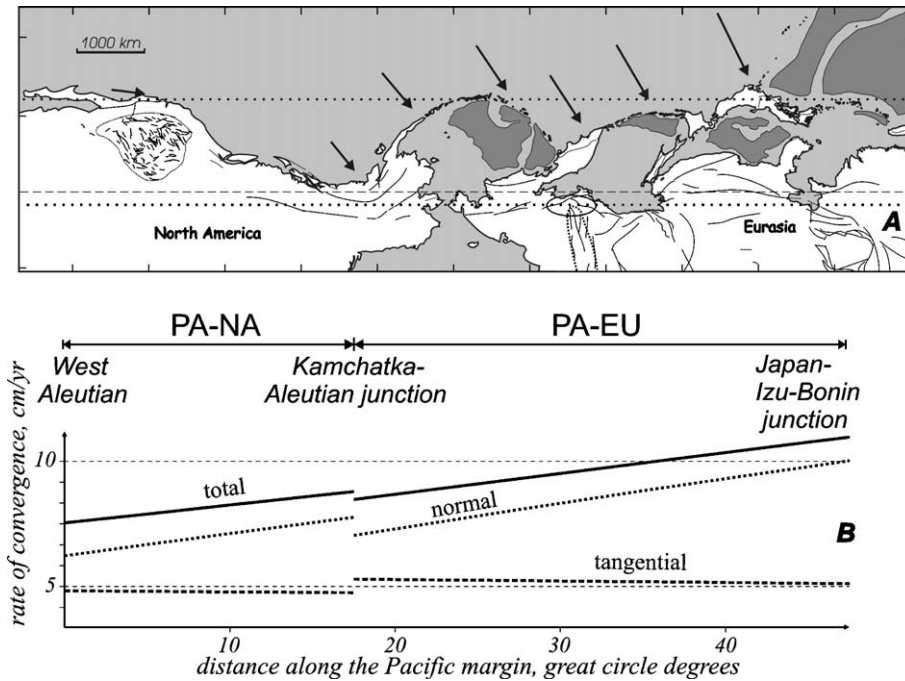 1000 km
North America
Eurasia
A
PA-NA
PA-EU
West
Aleutian
Kamchatka-
Aleutian junction
Japan-
Izu-Bonin
junction
rate of convergence, cm/yr
10
5
total
normal
tangential
B
10
20
30
40
distance along the Pacific margin, great circle degrees